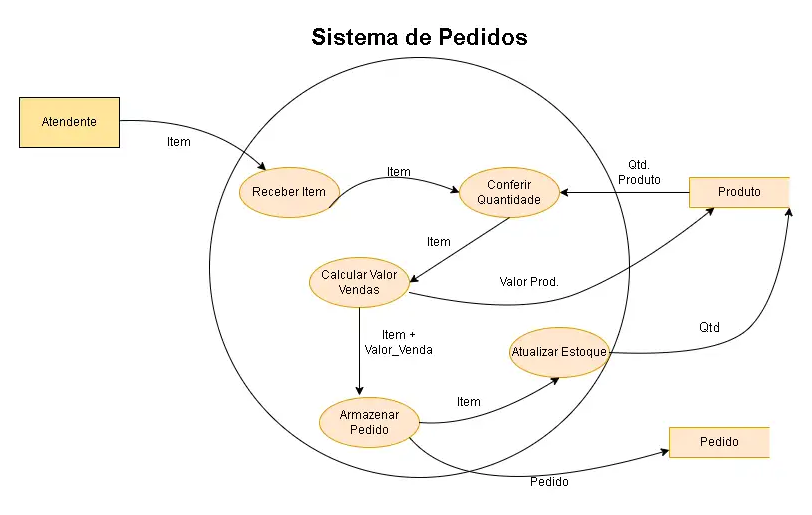 Sistema de Pedidos
Atendente
Item
Receber Item
Item
Conferir
Quantidade
Qtd.
Produto
Produto
Item
Calcular Valor
Vendas
Valor Prod.
Item +
Valor_Venda
Atualizar Estoque
Qtd
Armazenar
Pedido
Item
Pedido
Pedido